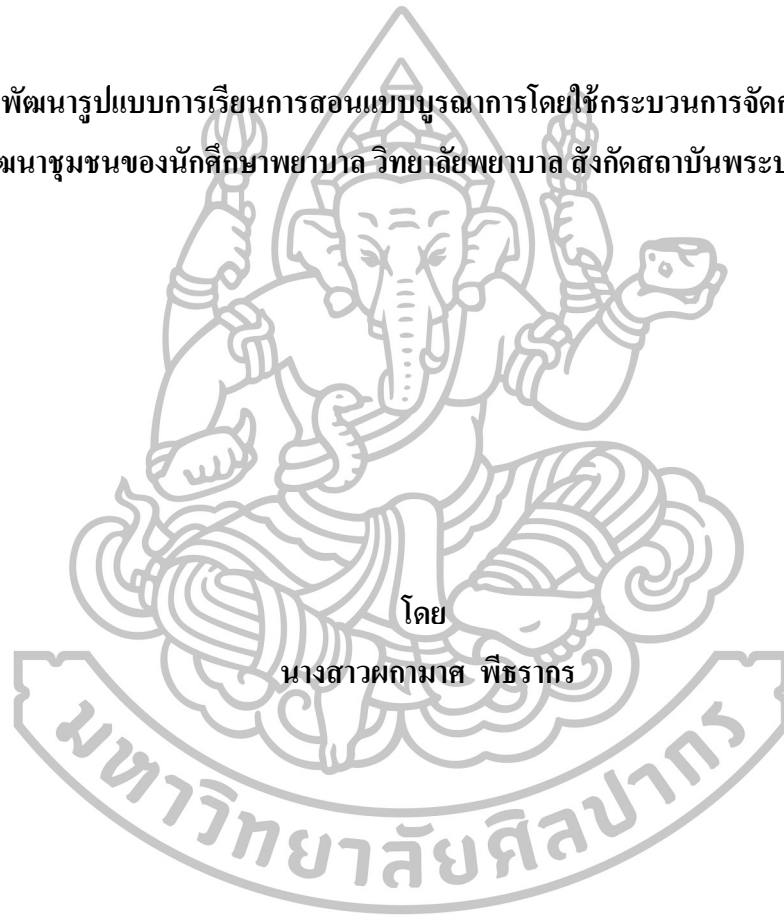 พัฒนารูปแบบการเรียนการสอนแบบบูรณาการโดยใช้กระบวนการจัดก
ฒนาชุมชนของนักศึกษาพยาบาล วิทยาลัยพยาบาล สังกัดสถาบันพระบ
โดย
นางสาวผกามาศ พีธรากร
มหาวิทยาลัยศิลปากร